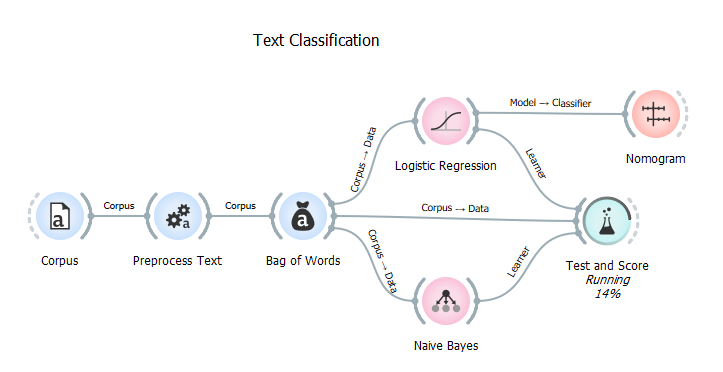 Text Classification
Model → Classifier
Corpus → Data
Learner
Logistic Regression
Nomogram
Corpus
Corpus
Corpus → Data
a
a
a
Corpus
Preprocess Text
Bag of Words
Test and Score
Running
14%
Corpus → Data
Learner
Naive Bayes